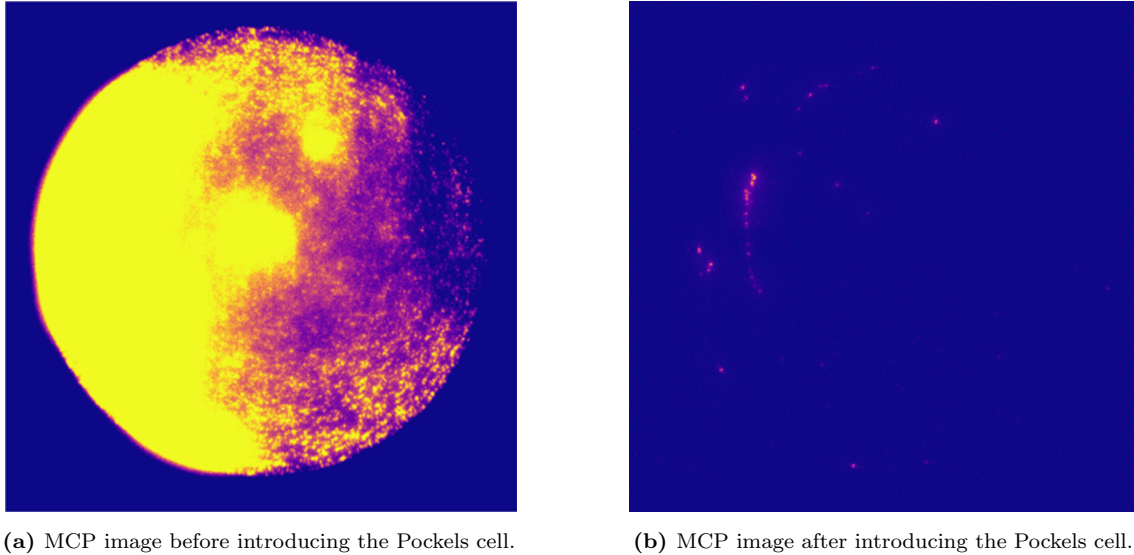 (a) MCP image before introducing the Pockels cell.
(b) MCP image after introducing the Pockels cell.